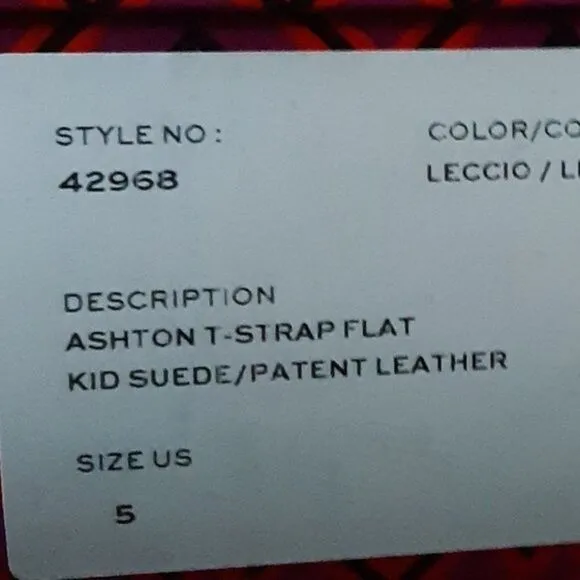 STYLE NO :
42968
COLOR/CO
LECCIO / L
DESCRIPTION
ASHTON T-STRAP FLAT
KID SUEDE/PATENT LEATHER
SIZE US
5